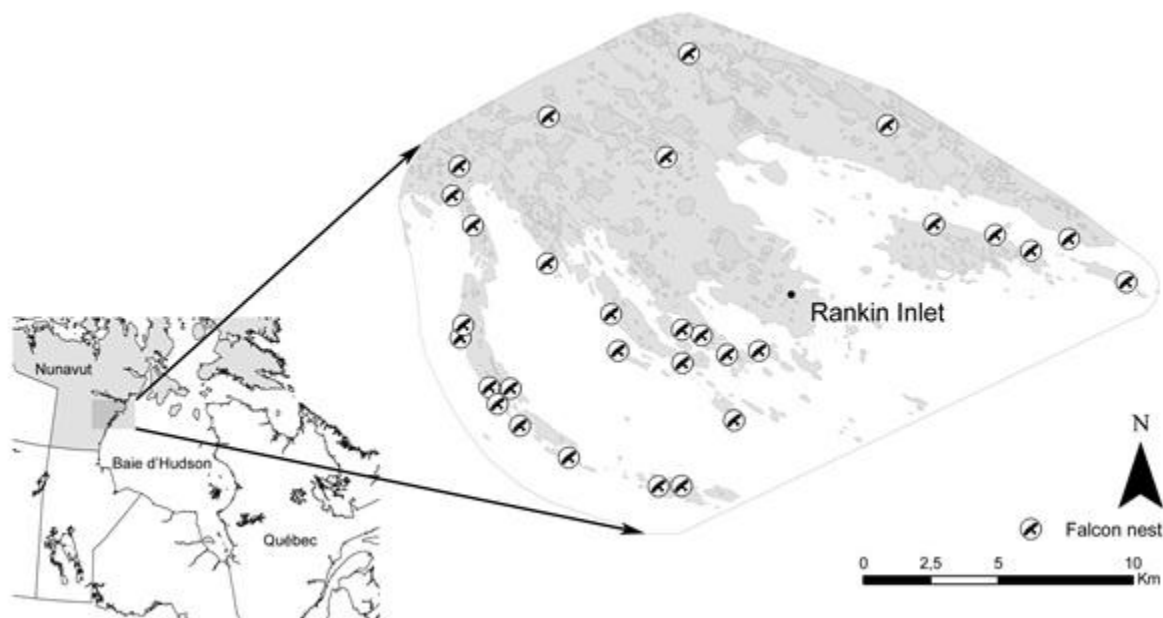 Rankin Inlet
Nunavut
Baie d'Hudson
Québec
N
Falcon nest
0 2,5 5 10
Km